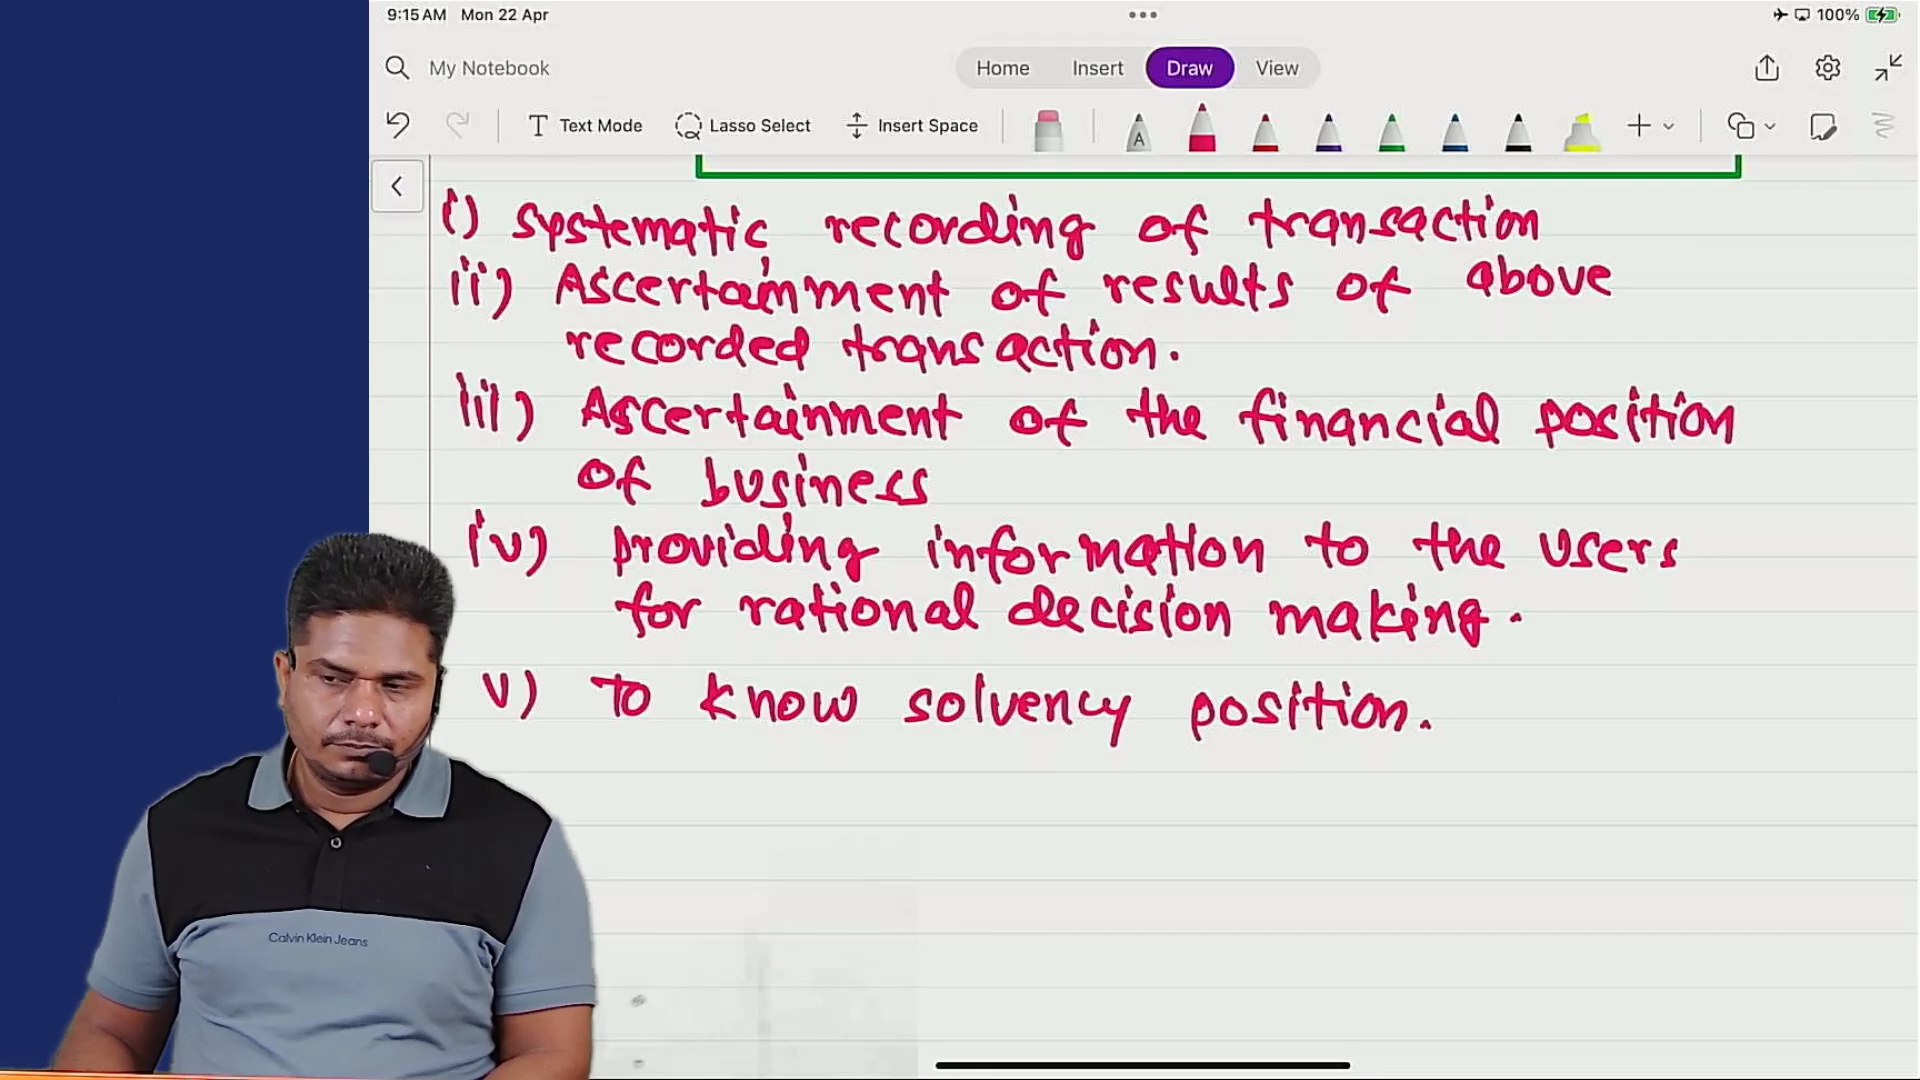 9:15 AM Mon 22 Apr
100%
My Notebook
Home Insert Draw View
Text Mode Lasso Select Insert Space
A
i) Systematic recording of transaction
ii) Ascertainment of results of above
recorded transaction.
iii) Ascertainment of the financial position
of business
iv) providing information to the users
for rational decision making.
v) To know solvency position.
Calvin Klein Jeans